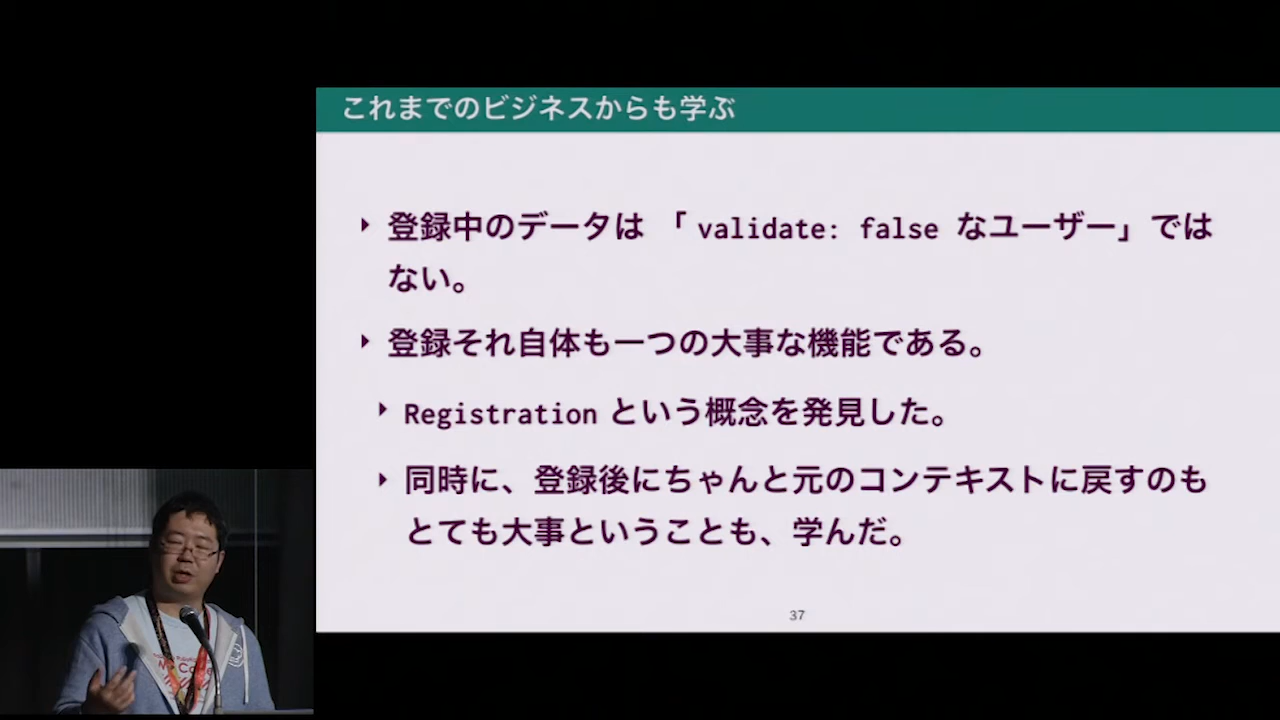 これまでのビジネスからも学ぶ
登録中のデータは 「 validate: false なユーザー」 では
ない。
登録それ自体も一つの大事な機能である。
Registration という概念を発見した。
同時に、登録後にちゃんと元のコンテキストに戻すのも
とても大事ということも、学んだ。
37